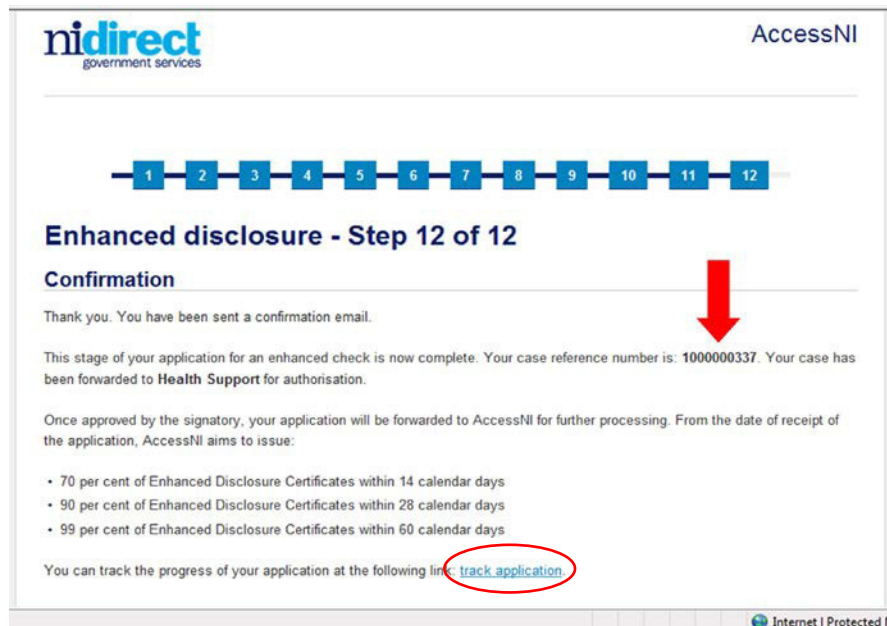 nidirect
government services
AccessNI
1 2 3 4 5 6 7 8 9 10 11 12
Enhanced disclosure - Step 12 of 12
Confirmation
Thank you. You have been sent a confirmation email.
This stage of your application for an enhanced check is now complete. Your case reference number is: 1000000337. Your case has
been forwarded to Health Support for authorisation.
Once approved by the signatory, your application will be forwarded to AccessNI for further processing. From the date of receipt of
the application, AccessNI aims to issue:
• 70 per cent of Enhanced Disclosure Certificates within 14 calendar days
• 90 per cent of Enhanced Disclosure Certificates within 28 calendar days
• 99 per cent of Enhanced Disclosure Certificates within 60 calendar days
You can track the progress of your application at the following link: track application.
Internet | Protected